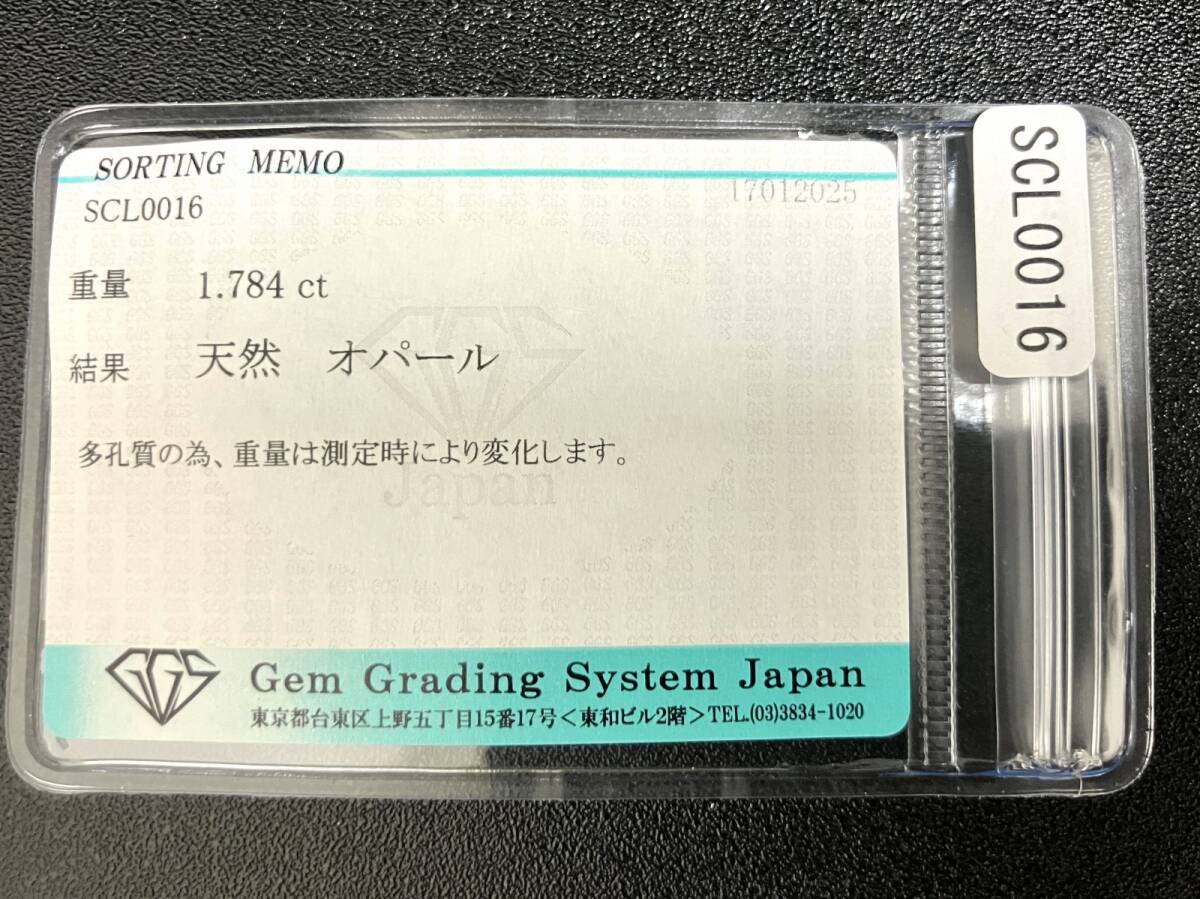 SORTING MEMO
SCL0016
17012025
重量 1.784 ct
結果 天然 オパール
多孔質の為、重量は測定時により変化します。
Japan
GGS Gem Grading System Japan
東京都台東区上野五丁目15番17号＜東和ビル2階＞TEL.(03)3834-1020
SCL0016